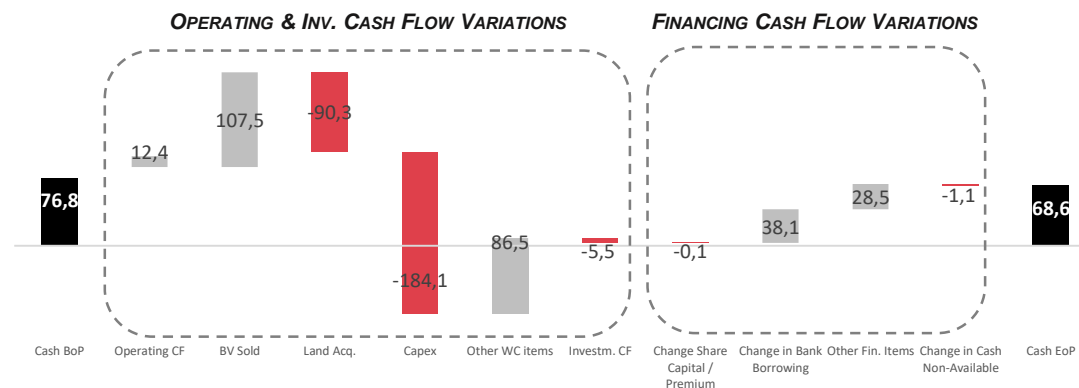 OPERATING & INV. CASH FLOW VARIATIONS
FINANCING CASH FLOW VARIATIONS
76,8
12,4
107,5
-90,3
-184,1
86,5
-5,5
-0,1
38,1
28,5
-1,1
68,6
Cash BoP
Operating CF
BV Sold
Land Acq.
Capex
Other WC items
Investm. CF
Change Share
Capital /
Premium
Change in Bank
Borrowing
Other Fin. Items
Change in Cash
Non-Available
Cash EoP